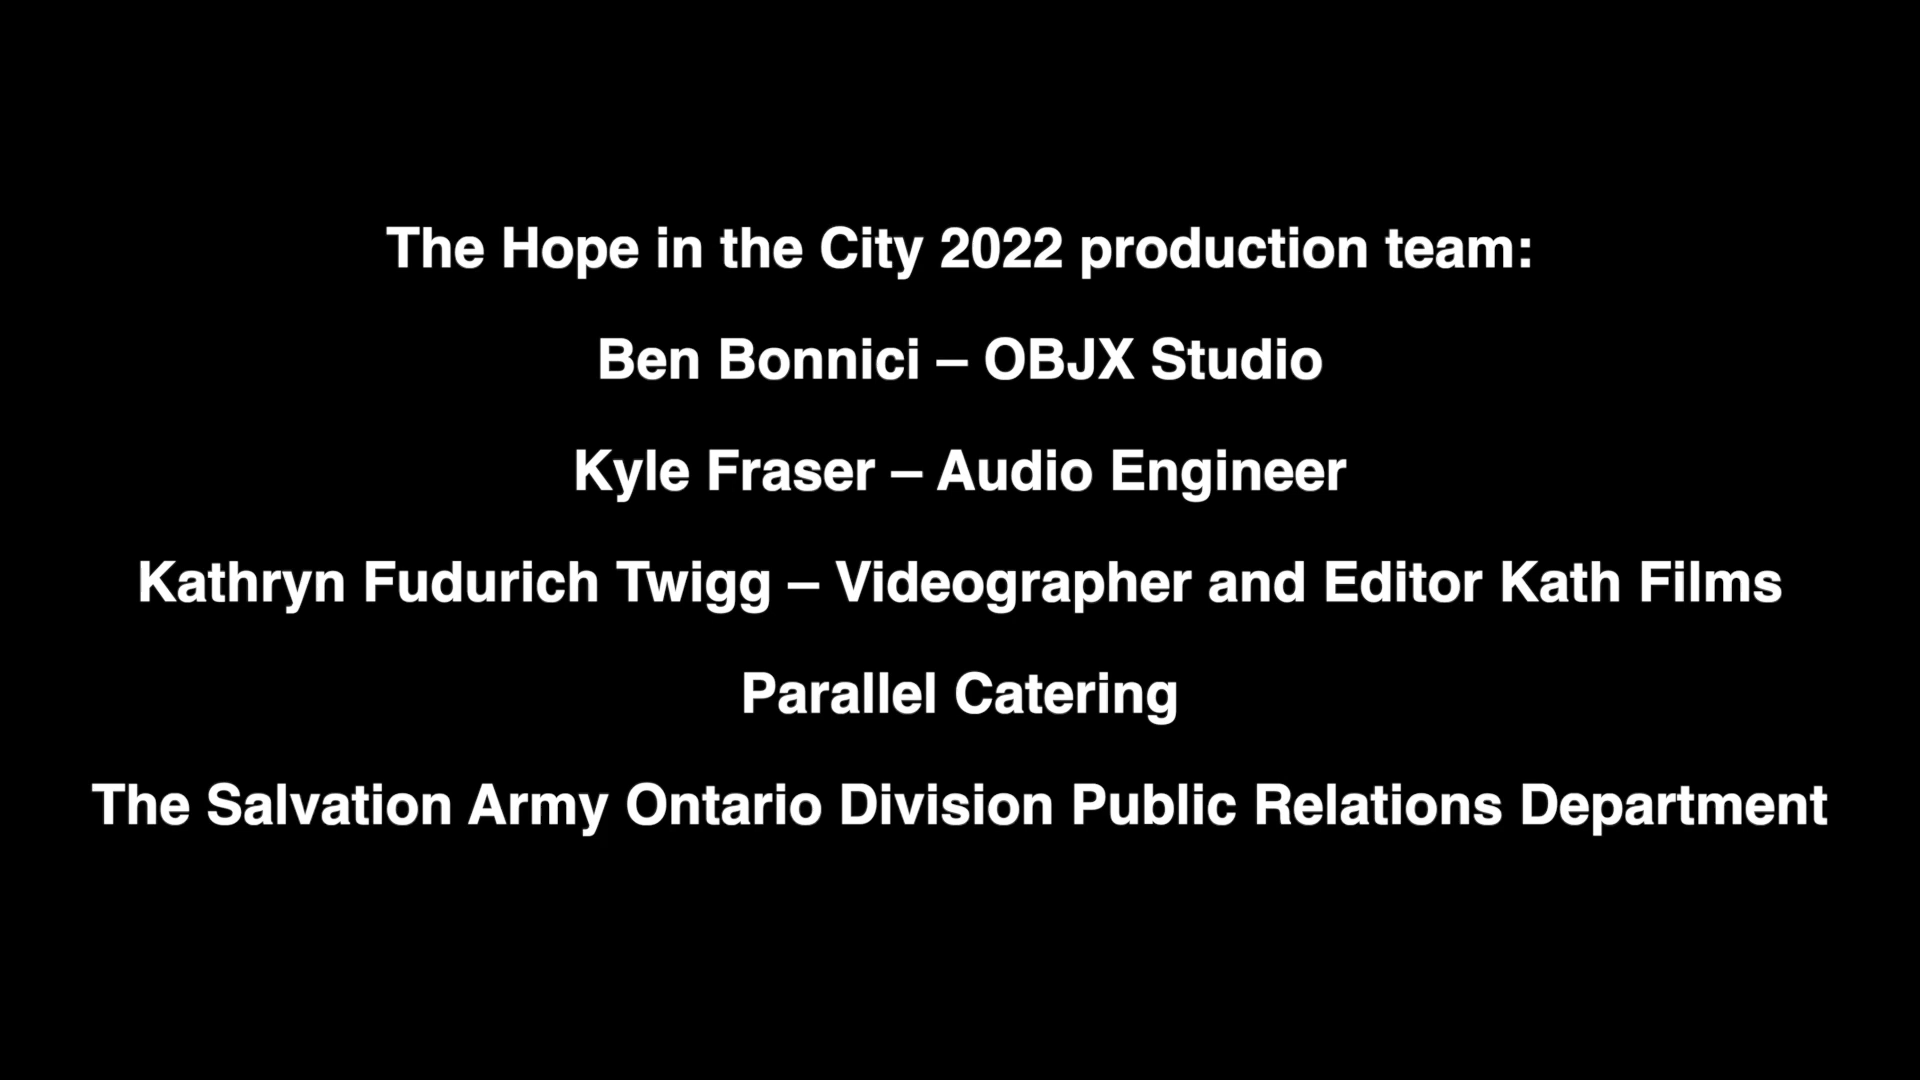 The Hope in the City 2022 production team:
Ben Bonnici – OBJX Studio
Kyle Fraser – Audio Engineer
Kathryn Fudurich Twigg – Videographer and Editor Kath Films
Parallel Catering
The Salvation Army Ontario Division Public Relations Department